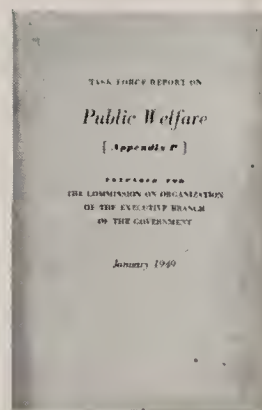 TASK FORCE REPORT ON
Public Welfare
[ Appendix P ]
PREPARED FOR
THE COMMISSION ON ORGANIZATION
OF THE EXECUTIVE BRANCH
OF THE GOVERNMENT
January 1949